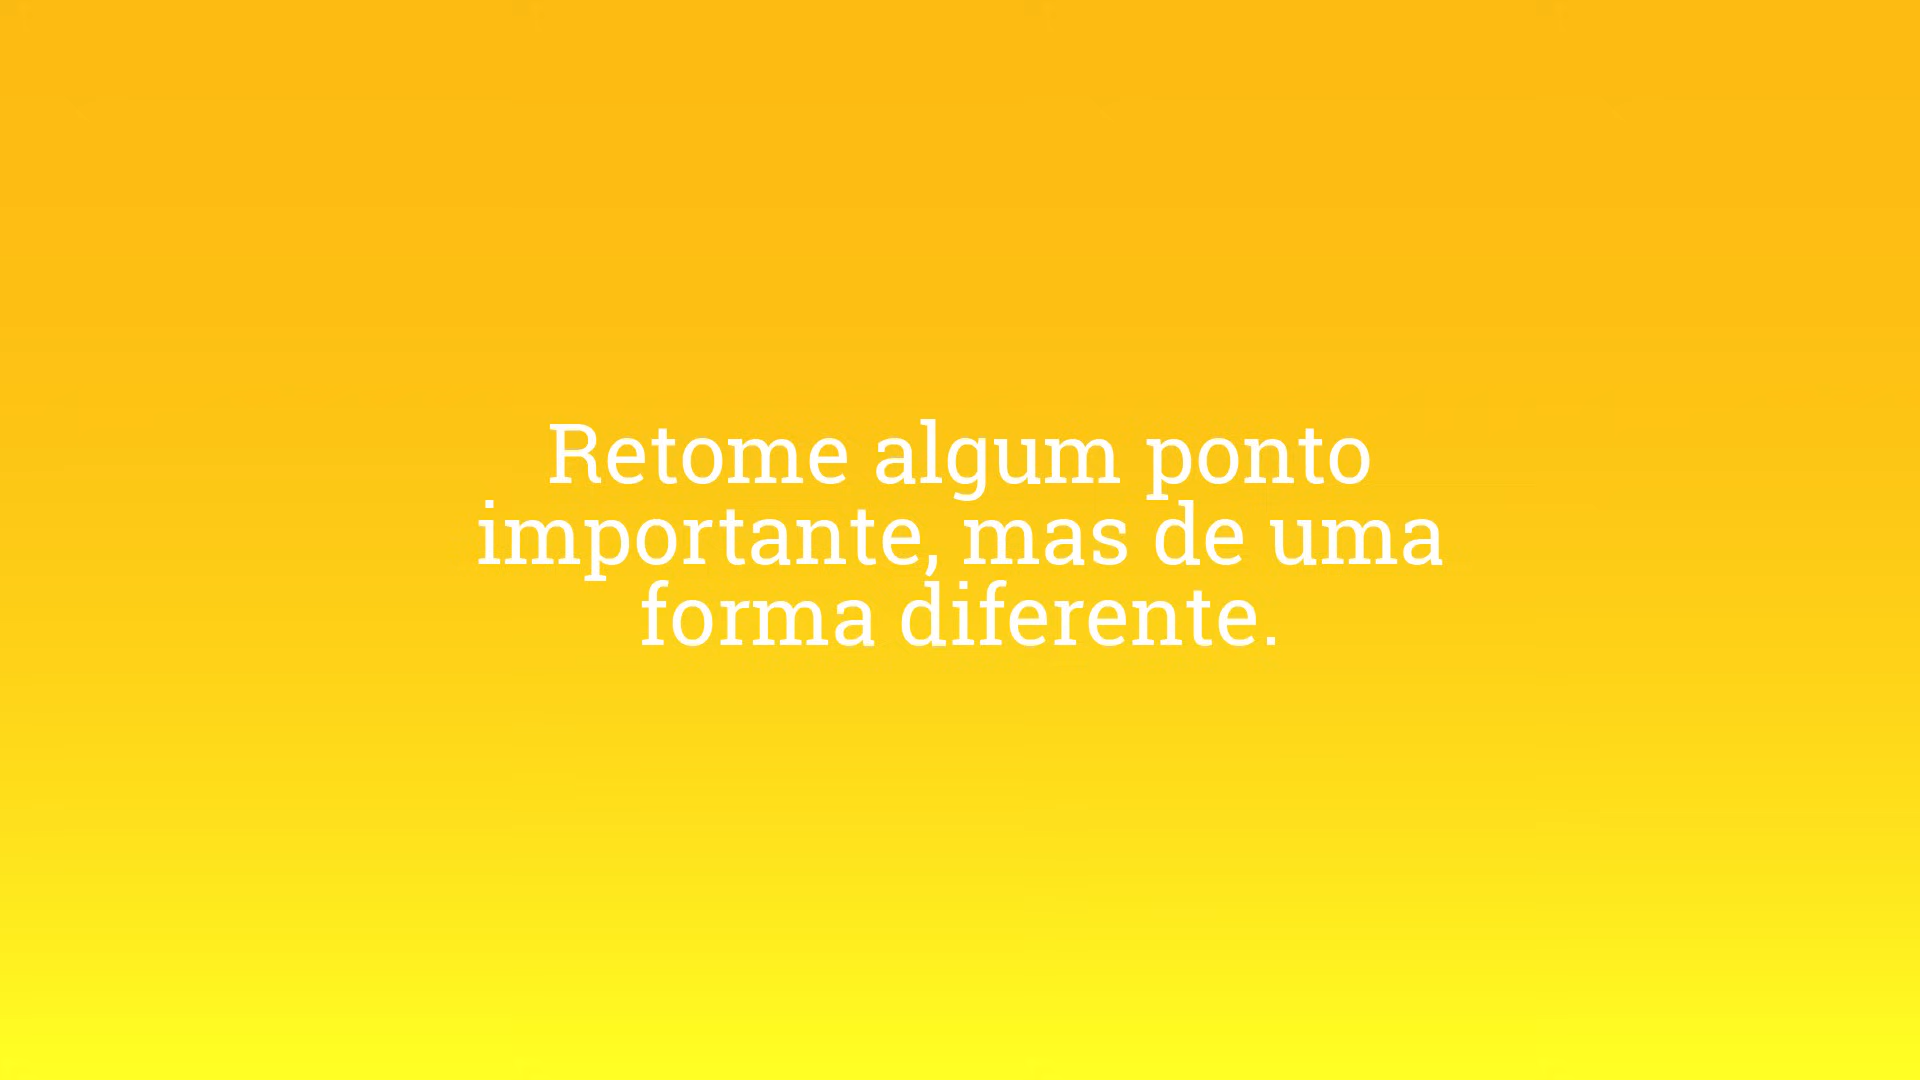 Retome algum ponto
importante, mas de uma
forma diferente.